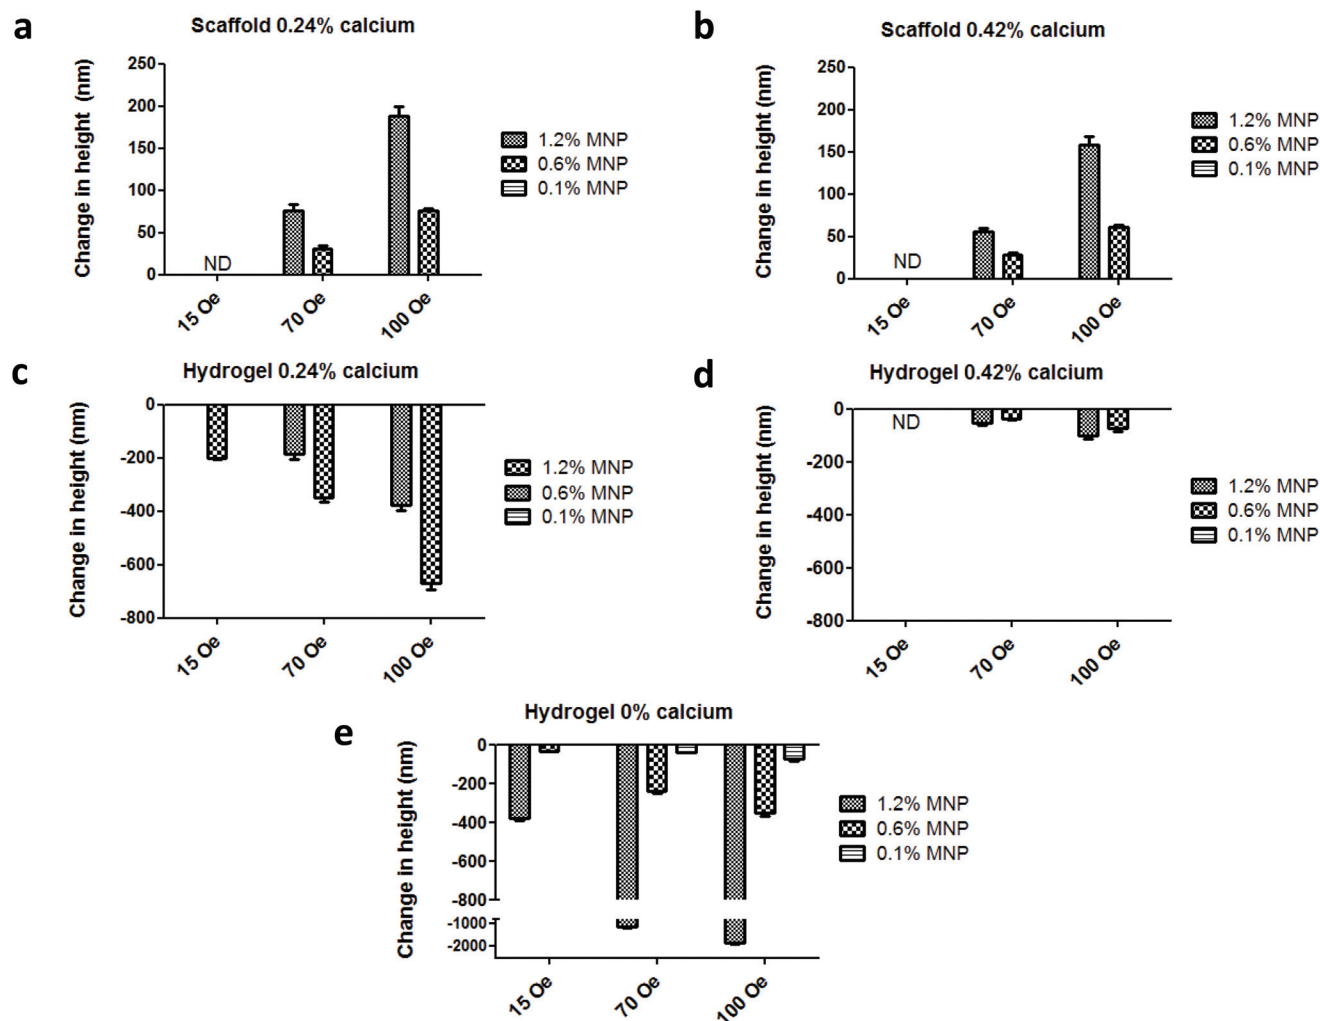 a
Scaffold 0.24% calcium
Change in height (nm)
250
200
150
100
50
0
ND
15 Oe
70 Oe
100 Oe
1.2% MNP
0.6% MNP
0.1% MNP
b
Scaffold 0.42% calcium
Change in height (nm)
250
200
150
100
50
0
ND
15 Oe
70 Oe
100 Oe
1.2% MNP
0.6% MNP
0.1% MNP
c
Hydrogel 0.24% calcium
Change in height (nm)
0
-200
-400
-600
-800
15 Oe
70 Oe
100 Oe
1.2% MNP
0.6% MNP
0.1% MNP
d
Hydrogel 0.42% calcium
Change in height (nm)
0
-200
-400
-600
-800
ND
15 Oe
70 Oe
100 Oe
1.2% MNP
0.6% MNP
0.1% MNP
e
Hydrogel 0% calcium
Change in height (nm)
0
-200
-400
-600
-800
-1000
-2000
15 Oe
70 Oe
100 Oe
1.2% MNP
0.6% MNP
0.1% MNP